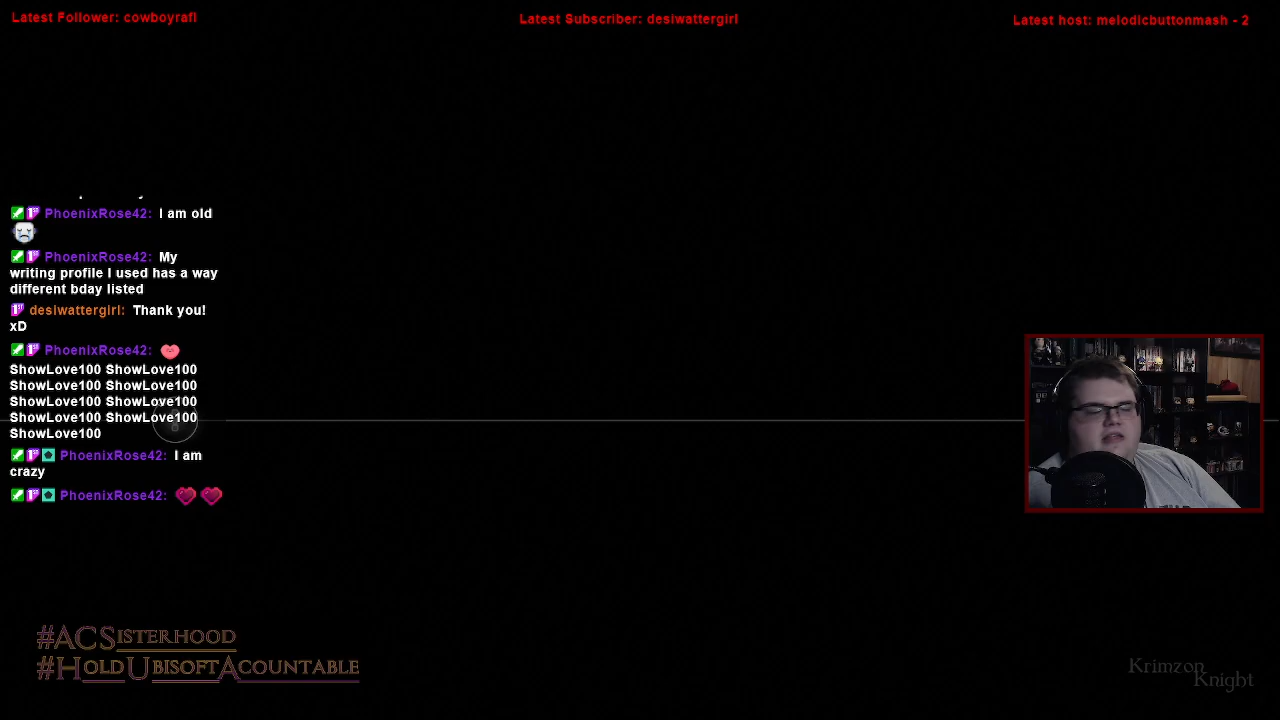 Latest Follower: cowboyrafl
Latest Subscriber: desiwattergirl
Latest host: melodicbuttonmash - 2
PhoenixRose42: I am old
PhoenixRose42: My
writing profile I used has a way
different bday listed
desiwattergirl: Thank you!
xD
PhoenixRose42:
ShowLove100 ShowLove100
ShowLove100 ShowLove100
ShowLove100 ShowLove100
ShowLove100 ShowLove100
ShowLove100
PhoenixRose42: I am
crazy
PhoenixRose42:
#ACSisterhood
#HoldUbisoftAcountable
Krimzon
Knight